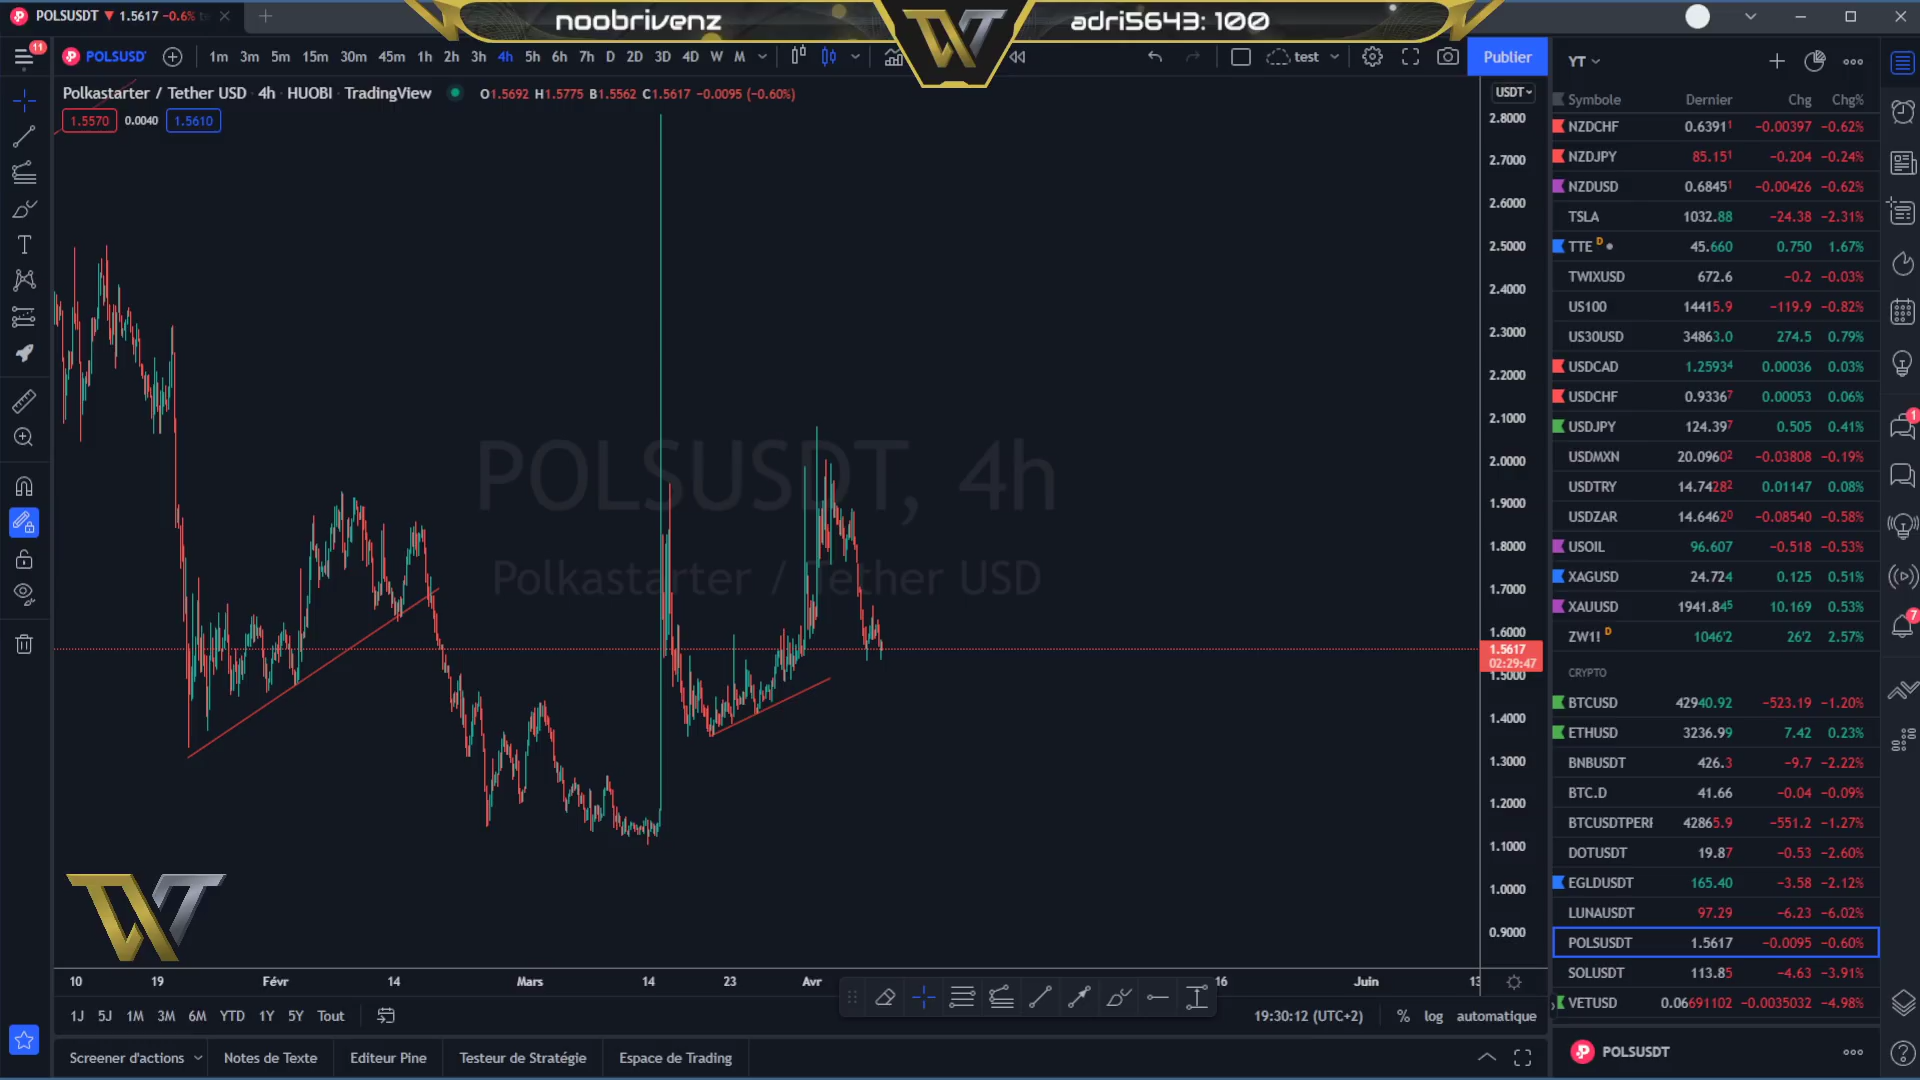 POLSUSDT ▼ 1.5617 −0.6%
noobrivenz
adri5643: 100
11
POLSUSDT
1m 3m 5m 15m 30m 45m 1h 2h 3h 4h 5h 6h 7h D 2D 3D 4D W M
test
Publier
Polkastarter / Tether USD 4h HUOBI TradingView
O1.5692 H1.5775 B1.5562 C1.5617 −0.0095 (−0.60%)
1.5570 0.0040 1.5610
USDT
2.8000
2.7000
2.6000
2.5000
2.4000
2.3000
2.2000
2.1000
2.0000
1.9000
1.8000
1.7000
1.6000
1.5617
02:29:47
1.5000
1.4000
1.3000
1.2000
1.1000
1.0000
0.9000
POLSUSDT, 4h
Polkastarter / Tether USD
10 19 Févr 14 Mars 14 23 Avr 16 Juin 13
1J 5J 1M 3M 6M YTD 1Y 5Y Tout
19:30:12 (UTC+2) % log automatique
Screener d'actions Notes de Texte Editeur Pine Testeur de Stratégie Espace de Trading
YT
Symbole Dernier Chg Chg%
NZDCHF 0.63911 −0.00397 −0.62%
NZDJPY 85.151 −0.204 −0.24%
NZDUSD 0.68451 −0.00426 −0.62%
TSLA 1032.88 −24.38 −2.31%
TTE D 45.660 0.750 1.67%
TWIXUSD 672.6 −0.2 −0.03%
US100 14415.9 −119.9 −0.82%
US30USD 34863.0 274.5 0.79%
USDCAD 1.25934 0.00036 0.03%
USDCHF 0.93367 0.00053 0.06%
USDJPY 124.397 0.505 0.41%
USDMXN 20.09602 −0.03808 −0.19%
USDTRY 14.74282 0.01147 0.08%
USDZAR 14.64620 −0.08540 −0.58%
USOIL 96.607 −0.518 −0.53%
XAGUSD 24.724 0.125 0.51%
XAUUSD 1941.845 10.169 0.53%
ZW1! D 1046'2 26'2 2.57%
CRYPTO
BTCUSD 42940.92 −523.19 −1.20%
ETHUSD 3236.99 7.42 0.23%
BNBUSDT 426.3 −9.7 −2.22%
BTC.D 41.66 −0.04 −0.09%
BTCUSDTPERP 42865.9 −551.2 −1.27%
DOTUSDT 19.87 −0.53 −2.60%
EGLDUSDT 165.40 −3.58 −2.12%
LUNAUSDT 97.29 −6.23 −6.02%
POLSUSDT 1.5617 −0.0095 −0.60%
SOLUSDT 113.85 −4.63 −3.91%
VETUSD 0.06691102 −0.0035032 −4.98%
POLSUSDT
1
7